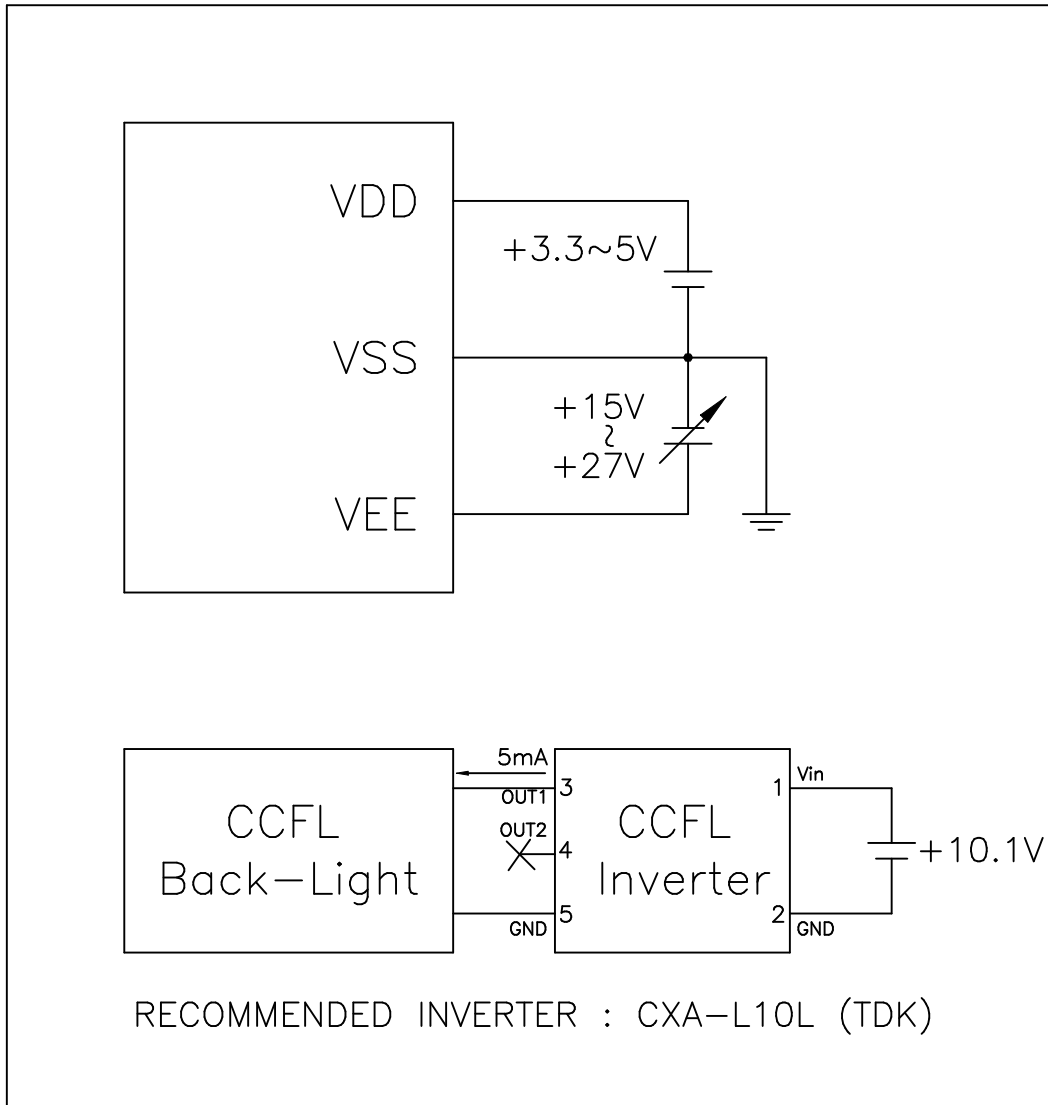 VDD
+3.3~5V
VSS
+15V
~
+27V
VEE
5mA
OUT1
3
1
Vin
CCFL
Back-Light
OUT2
4
CCFL
Inverter
+10.1V
5
GND
2
GND
RECOMMENDED INVERTER : CXA-L10L (TDK)